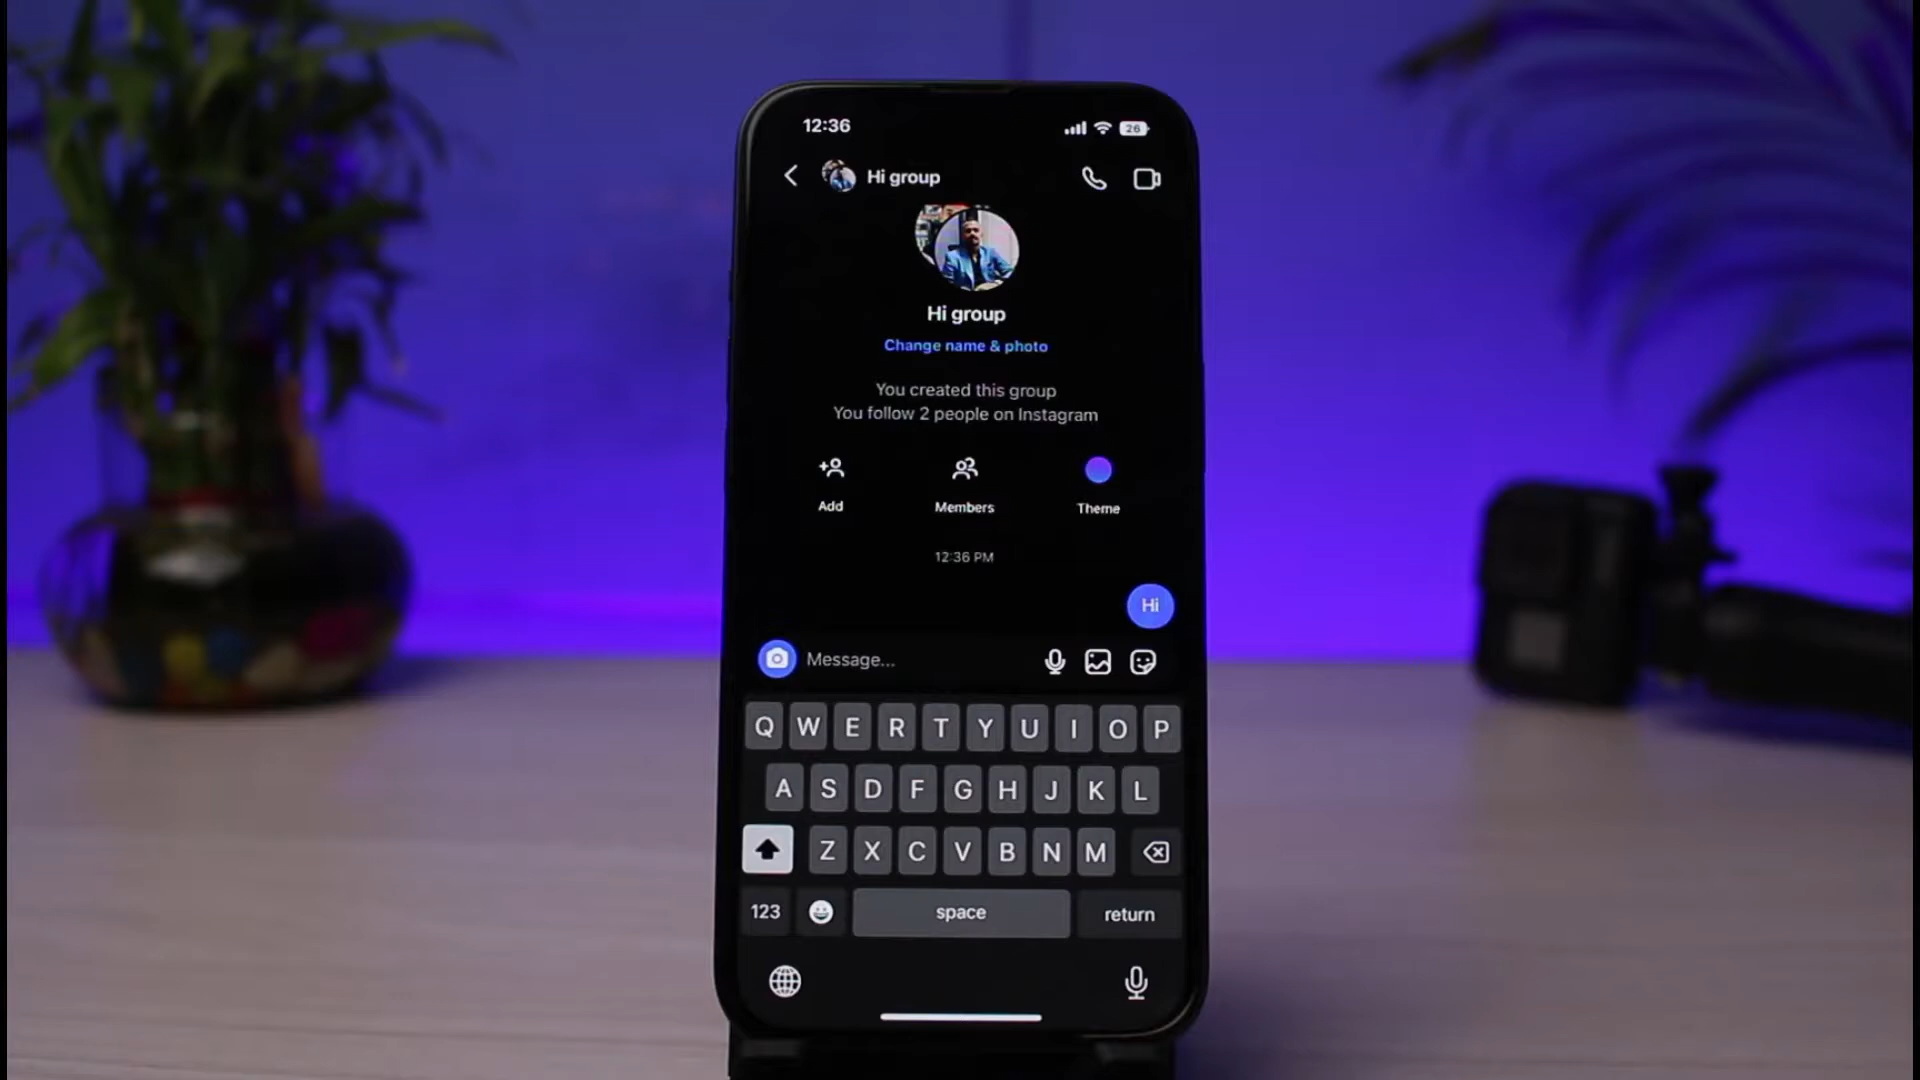 12:36
26
Hi group
Hi group
Change name & photo
You created this group
You follow 2 people on Instagram
Add Members Theme
12:36 PM
Hi
Message...
Q W E R T Y U I O P
A S D F G H J K L
Z X C V B N M
123 space return